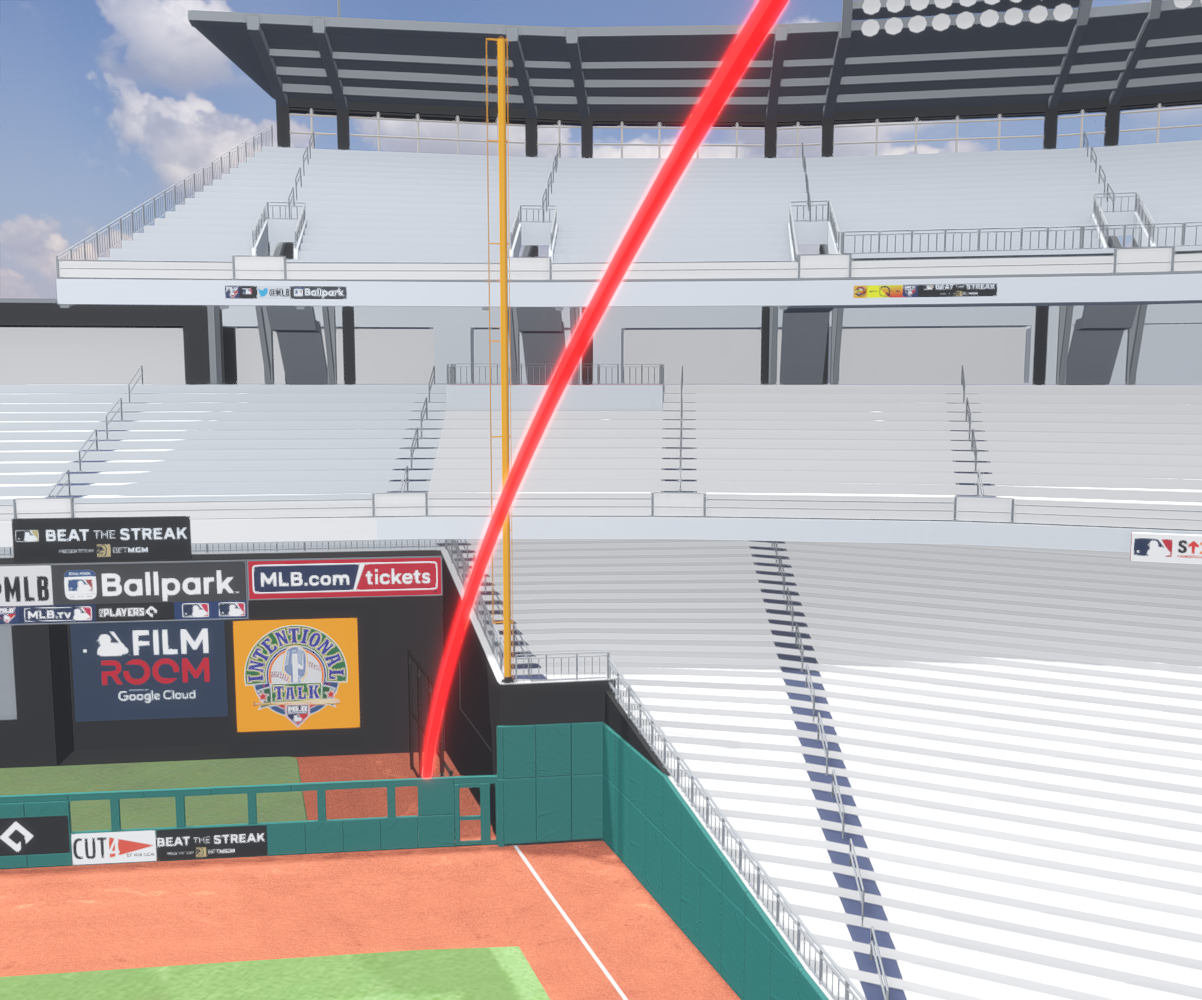 @MLB
Ballpark
BEAT THE STREAK
BEAT THE STREAK
BETMGM
MLB
Ballpark
MLB.com/tickets
MLB.TV
PLAYERS
FILM
ROOM
Google Cloud
INTENTIONAL
TALK
CUT4
BEAT THE STREAK